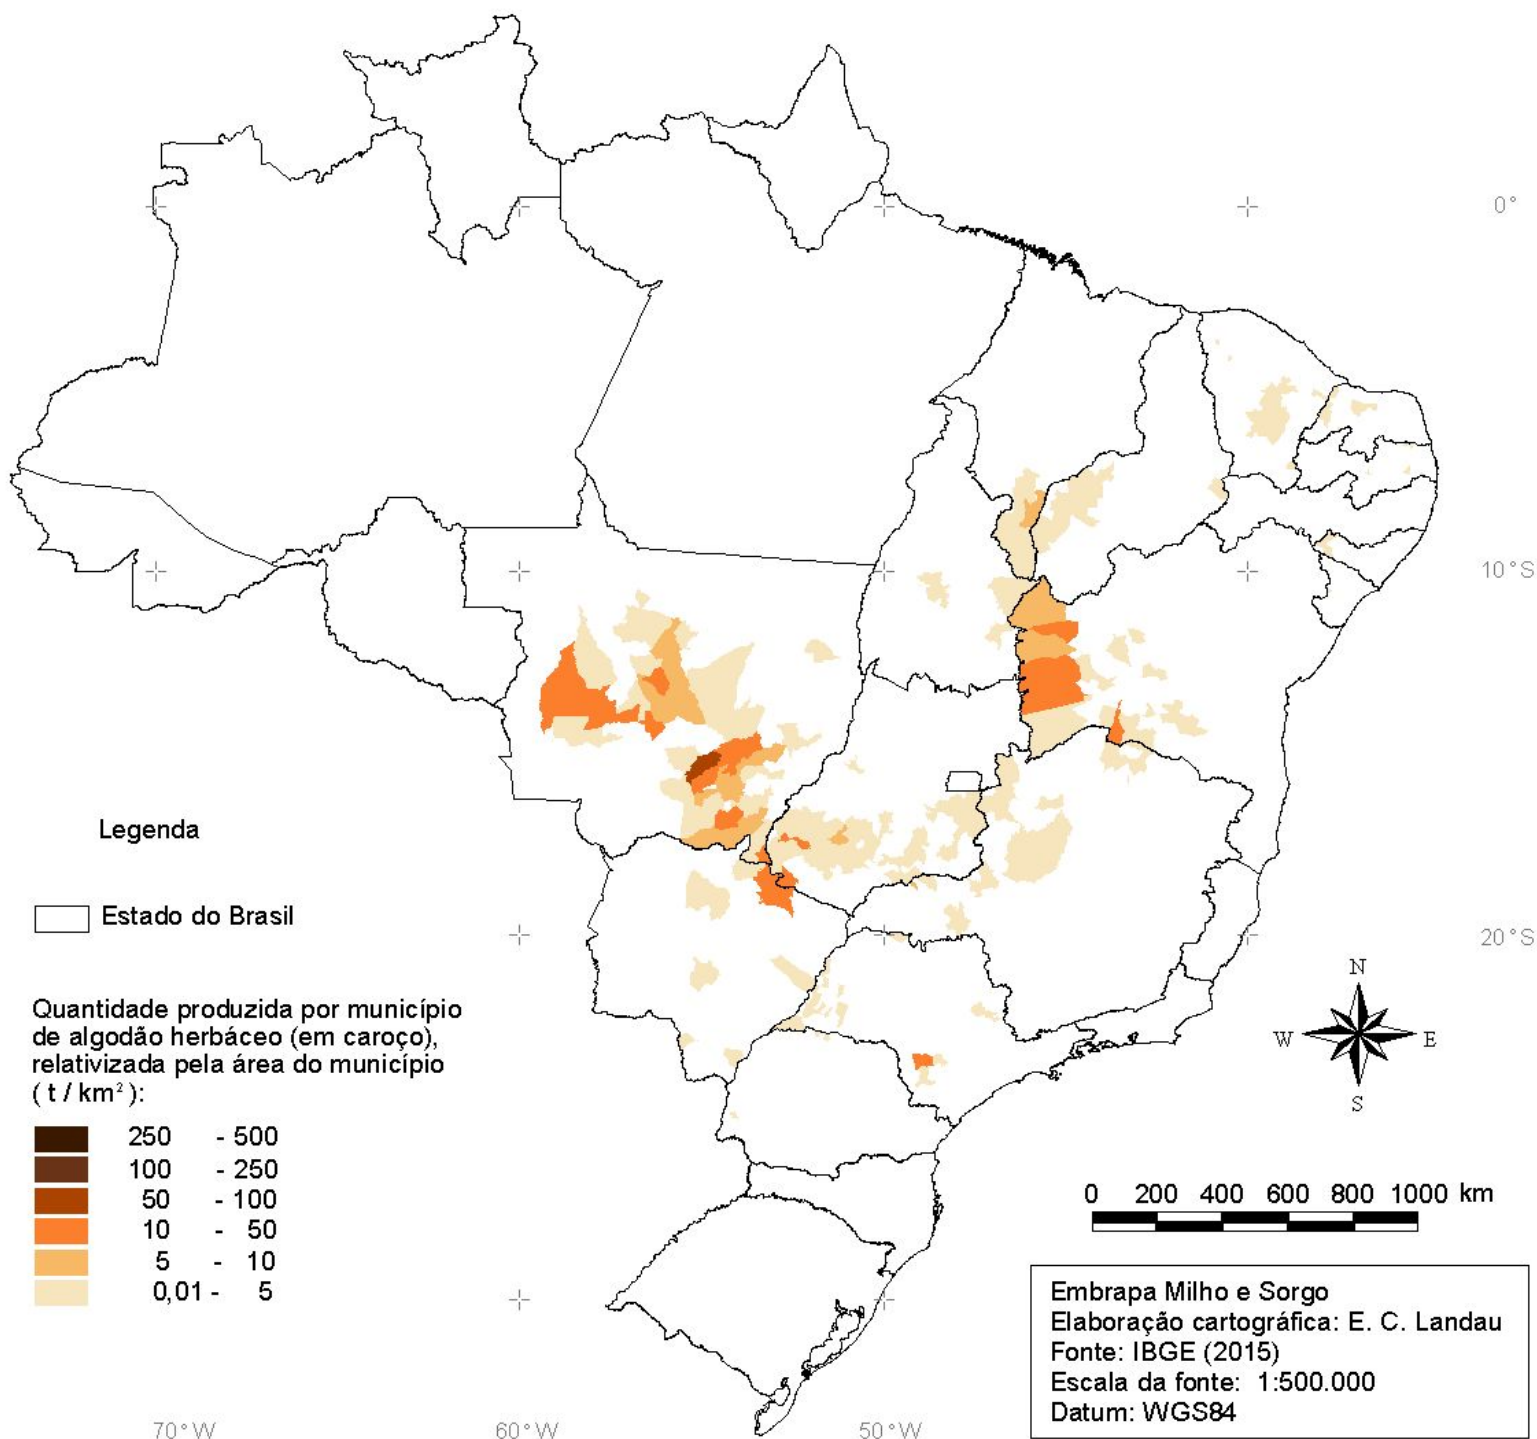 0°
10°S
20°S
70°W
60°W
50°W
Legenda
Estado do Brasil
Quantidade produzida por município
de algodão herbáceo (em caroço),
relativizada pela área do município
( t / km² ):
250 - 500
100 - 250
50 - 100
10 - 50
5 - 10
0,01 - 5
N
W
E
S
0 200 400 600 800 1000 km
Embrapa Milho e Sorgo
Elaboração cartográfica: E. C. Landau
Fonte: IBGE (2015)
Escala da fonte: 1:500.000
Datum: WGS84